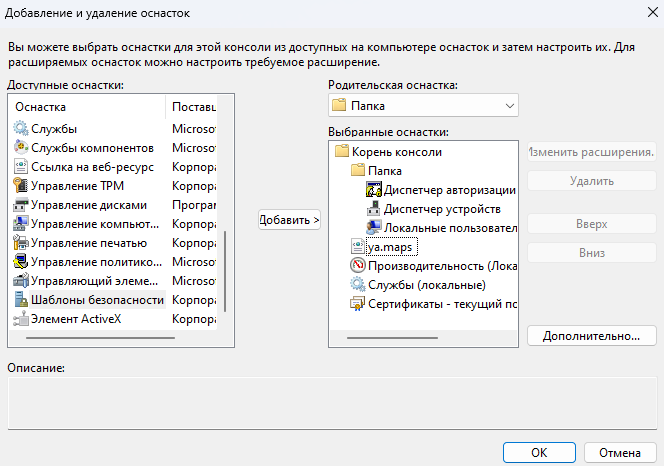 Добавление и удаление оснасток
Вы можете выбрать оснастки для этой консоли из доступных на компьютере оснасток и затем настроить их. Для
расширяемых оснасток можно настроить требуемое расширение.
Доступные оснастки:
Оснастка Поставц
Службы Microso
Службы компонентов Microso
Ссылка на веб-ресурс Корпора
Управление TPM Корпора
Управление дисками Програм
Управление компьют... Корпора
Управление печатью Корпора
Управление политико... Microso
Управляющий элеме... Корпора
Шаблоны безопасности Корпора
Элемент ActiveX Корпора
Добавить >
Родительская оснастка:
Папка
Выбранные оснастки:
Корень консоли
Папка
Диспетчер авторизации
Диспетчер устройств
Локальные пользовател
ya.maps
Производительность (Лока
Службы (локальные)
Сертификаты - текущий по
Изменить расширения.
Удалить
Вверх
Вниз
Дополнительно...
Описание:
OK
Отмена